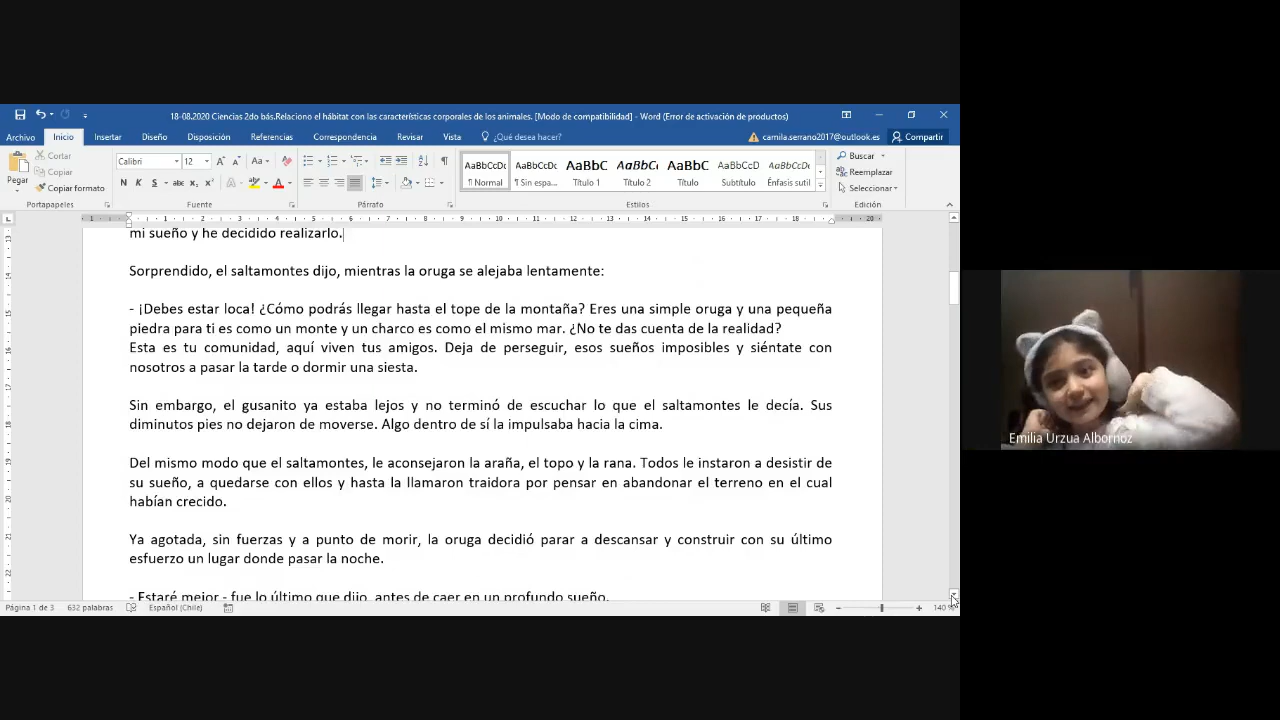 18-08.2020 Ciencias 2do bás.Relaciono el hábitat con las características corporales de los animales. [Modo de compatibilidad] - Word (Error de activación de productos)
Archivo Inicio Insertar Diseño Disposición Referencias Correspondencia Revisar Vista ¿Qué desea hacer? camila.serrano2017@outlook.es Compartir
Pegar
Cortar
Copiar
Copiar formato
Portapapeles
Calibri 12
Fuente
Párrafo
AaBbCcDc AaBbCcDc AaBbC AaBbCc AaBbC AaBbCcD AaBbCcDc
¶ Normal ¶ Sin espa... Título 1 Título 2 Título Subtítulo Énfasis sutil
Estilos
Buscar
Reemplazar
Seleccionar
Edición
mi sueño y he decidido realizarlo.
Sorprendido, el saltamontes dijo, mientras la oruga se alejaba lentamente:
- ¡Debes estar loca! ¿Cómo podrás llegar hasta el tope de la montaña? Eres una simple oruga y una pequeña
piedra para ti es como un monte y un charco es como el mismo mar. ¿No te das cuenta de la realidad?
Esta es tu comunidad, aquí viven tus amigos. Deja de perseguir, esos sueños imposibles y siéntate con
nosotros a pasar la tarde o dormir una siesta.
Sin embargo, el gusanito ya estaba lejos y no terminó de escuchar lo que el saltamontes le decía. Sus
diminutos pies no dejaron de moverse. Algo dentro de sí la impulsaba hacia la cima.
Del mismo modo que el saltamontes, le aconsejaron la araña, el topo y la rana. Todos le instaron a desistir de
su sueño, a quedarse con ellos y hasta la llamaron traidora por pensar en abandonar el terreno en el cual
habían crecido.
Ya agotada, sin fuerzas y a punto de morir, la oruga decidió parar a descansar y construir con su último
esfuerzo un lugar donde pasar la noche.
- Estaré mejor - fue lo último que dijo, antes de caer en un profundo sueño.
Página 1 de 3 632 palabras Español (Chile) 140 %
Emilia Urzua Albornoz